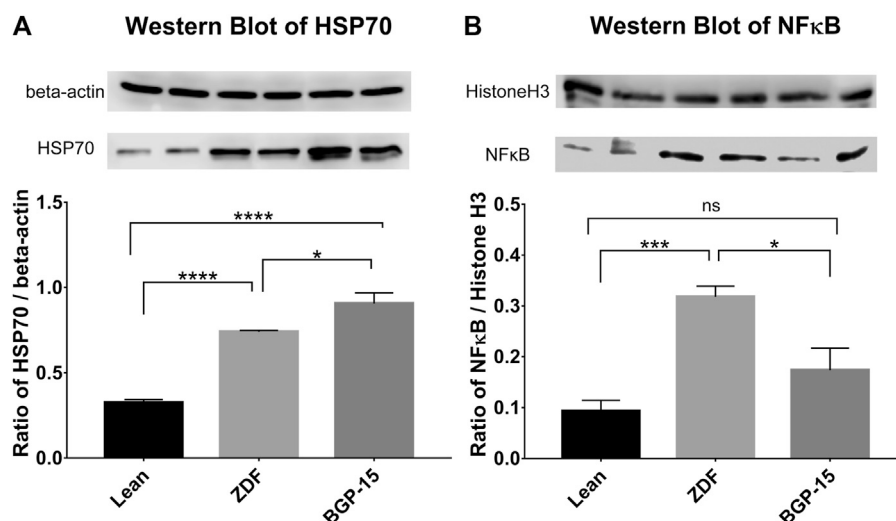 A Western Blot of HSP70
beta-actin
HSP70
Ratio of HSP70 / beta-actin
1.5
1.0
0.5
0.0
****
****
*
Lean
ZDF
BGP-15
B Western Blot of NFκB
HistoneH3
NFκB
Ratio of NFκB / Histone H3
0.5
0.4
0.3
0.2
0.1
0.0
ns
***
*
Lean
ZDF
BGP-15